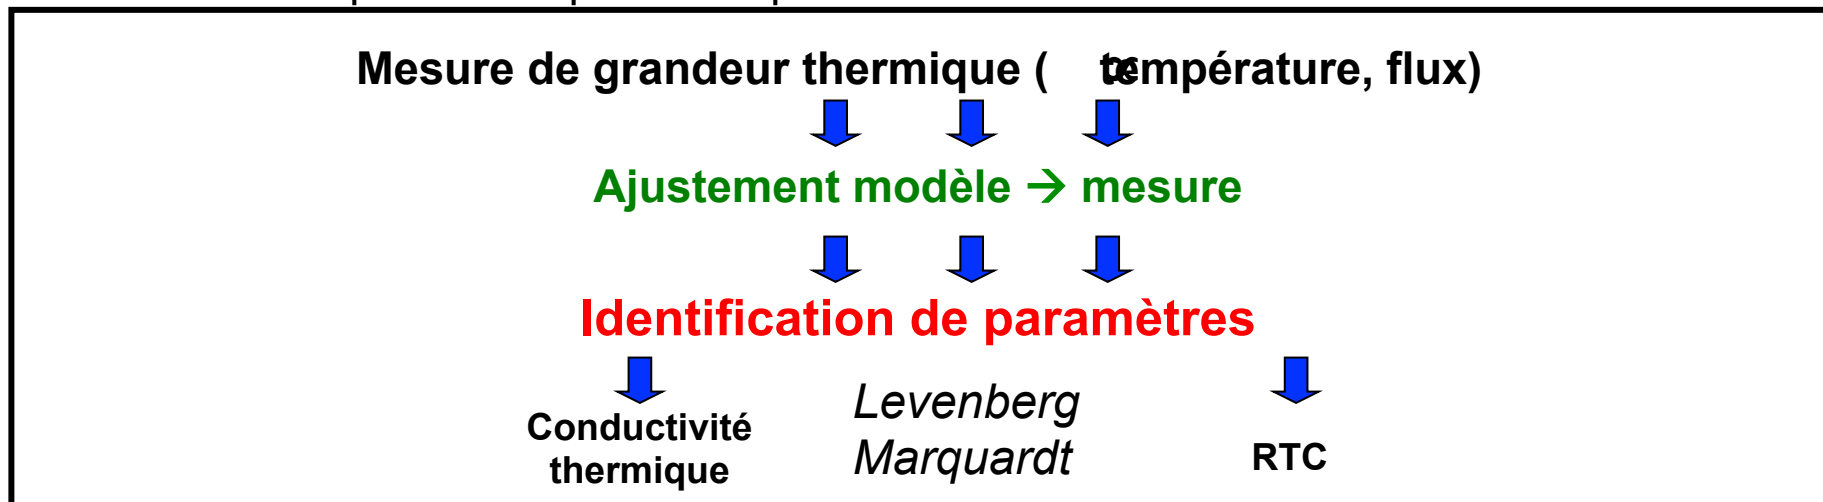 Mesure de grandeur thermique ( température, flux)
Ajustement modèle → mesure
Identification de paramètres
Conductivité
thermique
Levenberg
Marquardt
RTC